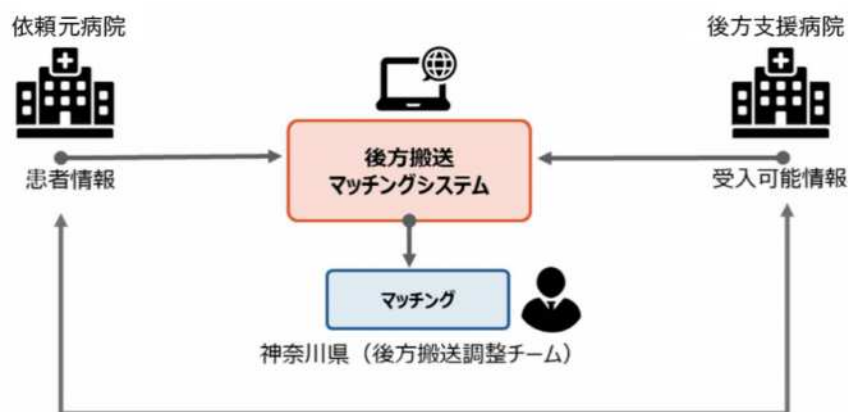 依頼元病院
後方支援病院
後方搬送
マッチングシステム
患者情報
受入可能情報
マッチング
神奈川県（後方搬送調整チーム）